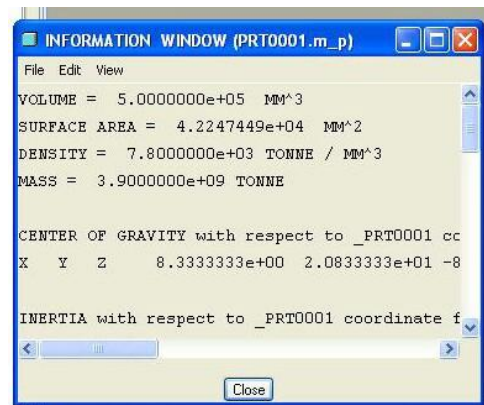 INFORMATION WINDOW (PRT0001.m_p)
File Edit View
VOLUME = 5.0000000e+05 MM^3
SURFACE AREA = 4.2247449e+04 MM^2
DENSITY = 7.8000000e+03 TONNE / MM^3
MASS = 3.9000000e+09 TONNE
CENTER OF GRAVITY with respect to _PRT0001 co
X Y Z 8.3333333e+00 2.0833333e+01 -8
INERTIA with respect to _PRT0001 coordinate f
Close